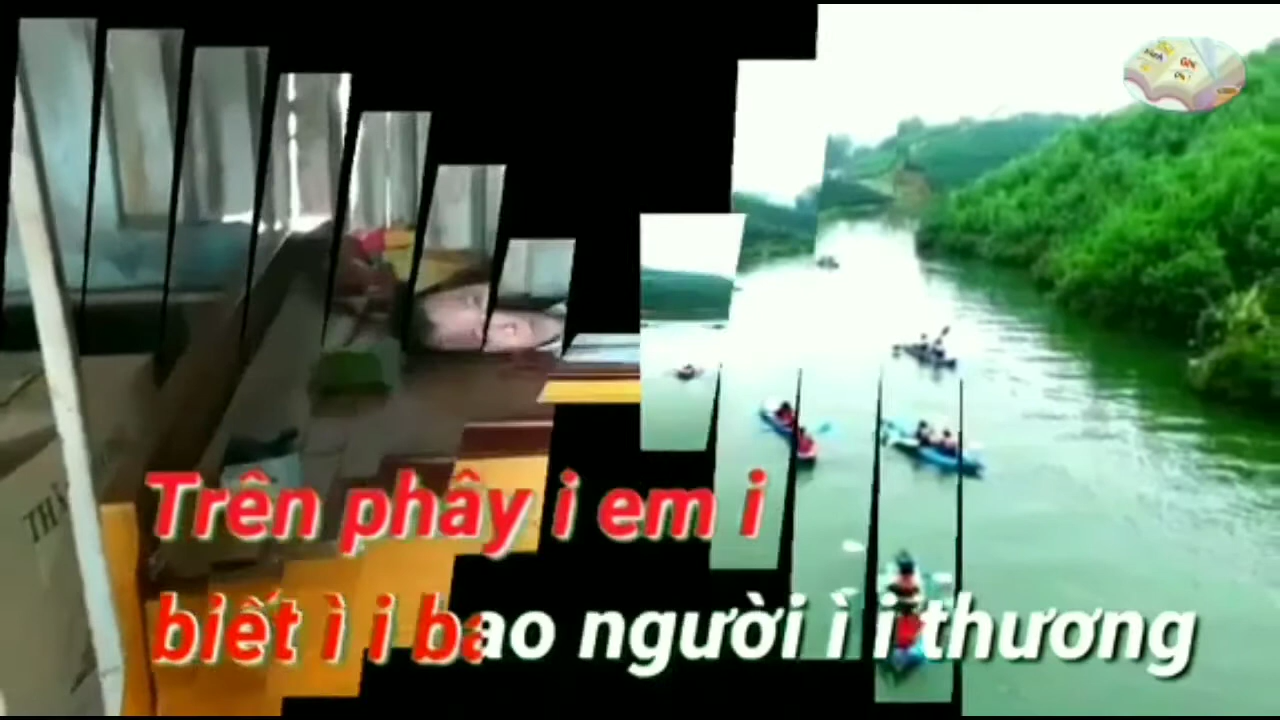 Trên phây i em i
biết ì i bao người ì i thương